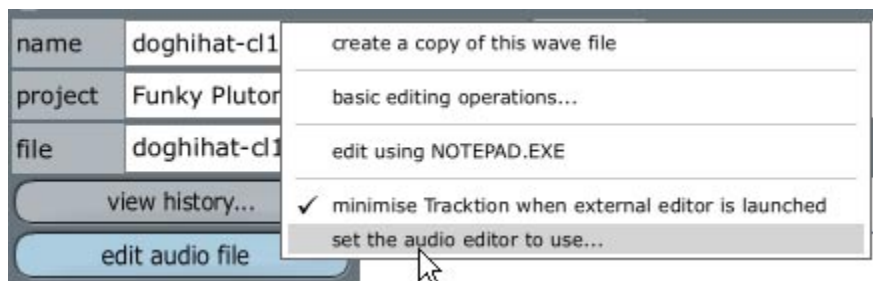 name doghihat-cl1
project Funky Pluton
file doghihat-cl1
view history...
edit audio file
create a copy of this wave file
basic editing operations...
edit using NOTEPAD.EXE
✓ minimise Tracktion when external editor is launched
set the audio editor to use...